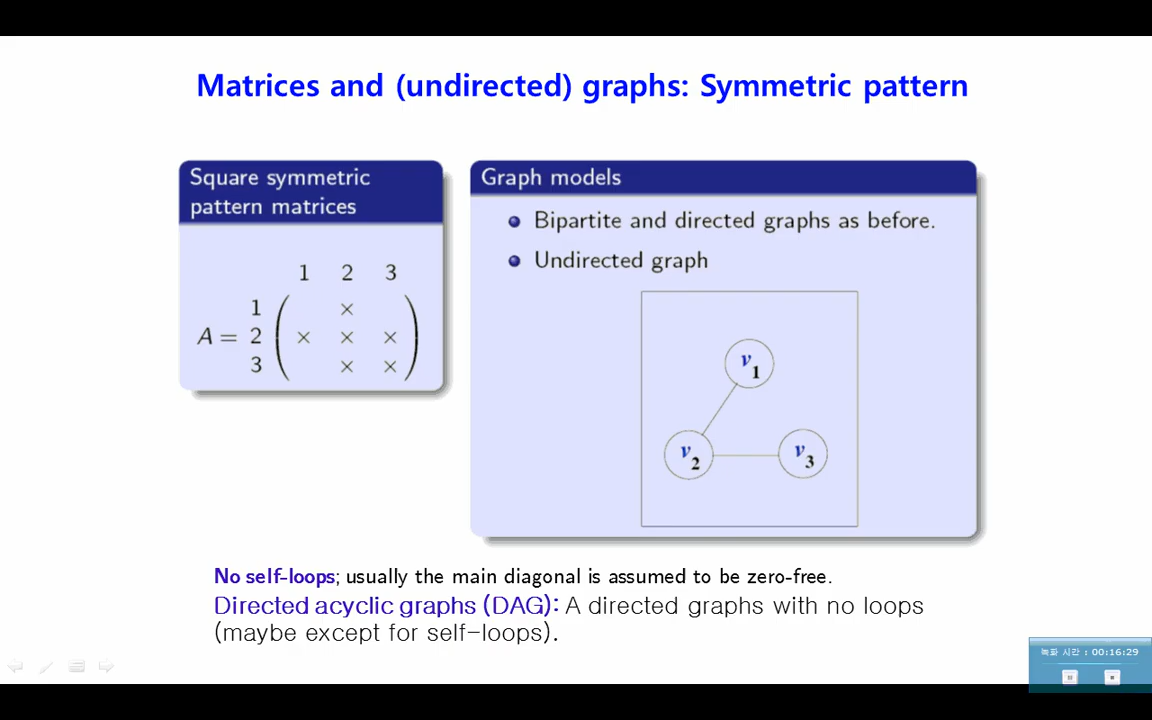 Matrices and (undirected) graphs: Symmetric pattern
Square symmetric
pattern matrices
1 2 3
1 ×
A = 2 × × ×
3 × ×
Graph models
Bipartite and directed graphs as before.
Undirected graph
v1
v2
v3
No self-loops; usually the main diagonal is assumed to be zero-free.
Directed acyclic graphs (DAG): A directed graphs with no loops
(maybe except for self-loops).
녹화 시간 : 00:16:29